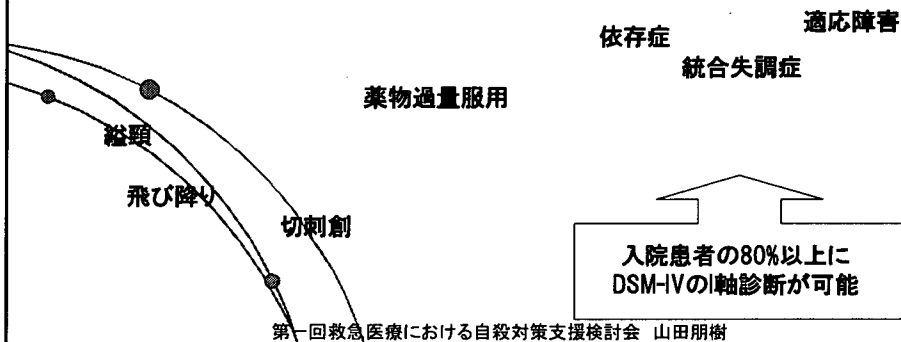 適応障害
依存症
統合失調症
薬物過量服用
縊頸
飛び降り
切刺創
入院患者の80%以上に
DSM-IVのI軸診断が可能
第一回救急医療における自殺対策支援検討会 山田朋樹